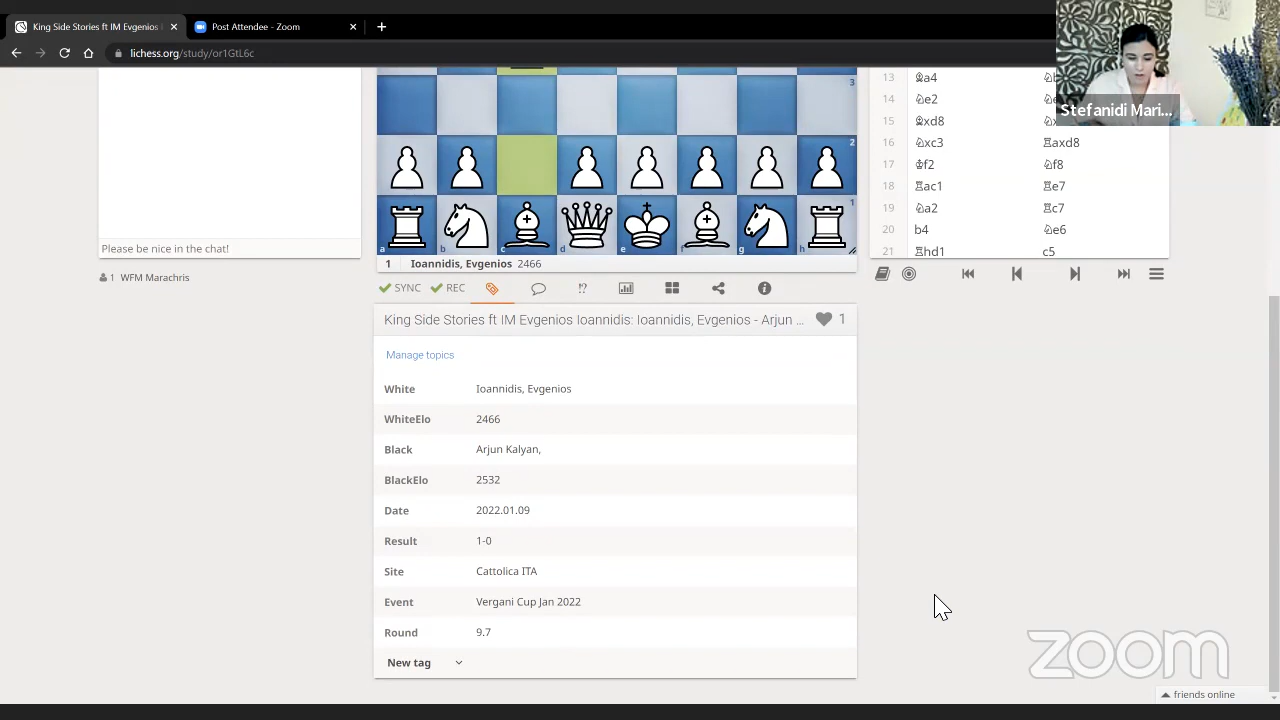 King Side Stories ft IM Evgenios
Post Attendee - Zoom
lichess.org/study/or1GtL6c
Stefanidi Mari...
3
2
1
a b c d e f g h
Please be nice in the chat!
1 WFM Marachris
1 Ioannidis, Evgenios 2466
13 ♗a4
14 ♘e2
15 ♗xd8
16 ♘xc3 ♖axd8
17 ♔f2 ♘f8
18 ♖ac1 ♖e7
19 ♘a2 ♖c7
20 b4 ♘e6
21 ♖hd1 c5
SYNC REC !?
King Side Stories ft IM Evgenios Ioannidis: Ioannidis, Evgenios - Arjun ... 1
Manage topics
White Ioannidis, Evgenios
WhiteElo 2466
Black Arjun Kalyan,
BlackElo 2532
Date 2022.01.09
Result 1-0
Site Cattolica ITA
Event Vergani Cup Jan 2022
Round 9.7
New tag
zoom
friends online